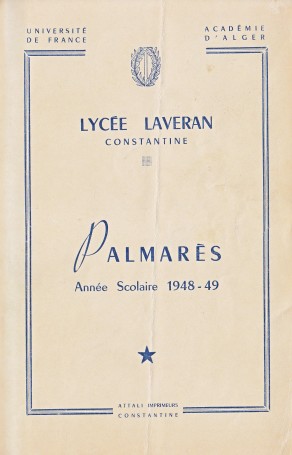 UNIVERSITÉ
DE FRANCE
ACADÉMIE
D'ALGER
LYCÉE LAVERAN
CONSTANTINE
PALMARÈS
Année Scolaire 1948-49
ATTALI IMPRIMEURS
CONSTANTINE